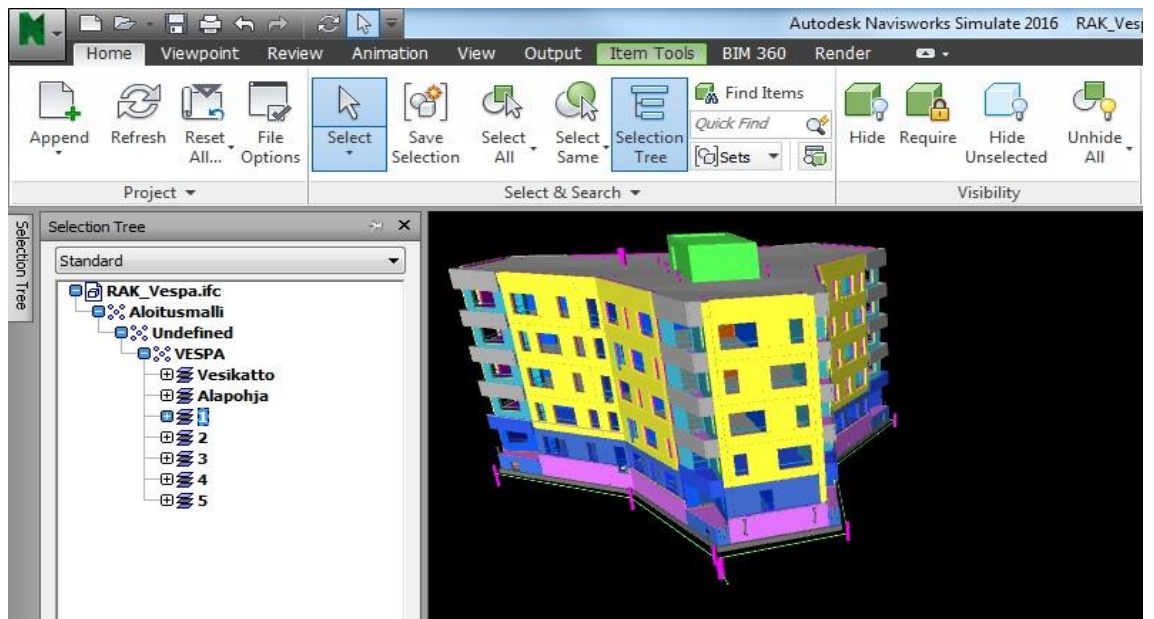 Autodesk Navisworks Simulate 2016 RAK_Vesp
Home Viewpoint Review Animation View Output Item Tools BIM 360 Render
Append Refresh Reset All... File Options Select Save Selection Select All Select Same Selection Tree Find Items Quick Find Sets Hide Require Hide Unselected Unhide All
Project Select & Search Visibility
Selection Tree
Selection Tree
Standard
RAK_Vespa.ifc
Aloitusmalli
Undefined
VESPA
Vesikatto
Alapohja
1
2
3
4
5